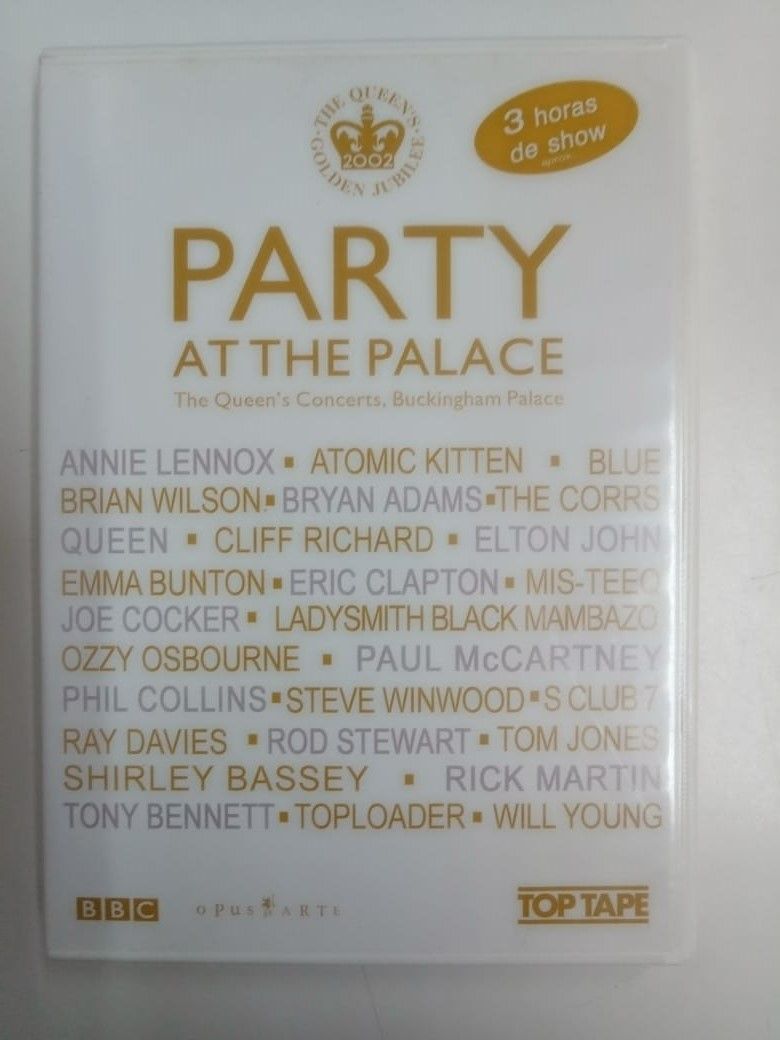 THE QUEEN'S GOLDEN JUBILEE
2002
3 horas
de show
aprox.
PARTY
AT THE PALACE
The Queen's Concerts, Buckingham Palace
ANNIE LENNOX ▪ ATOMIC KITTEN ▪ BLUE
BRIAN WILSON ▪ BRYAN ADAMS ▪ THE CORRS
QUEEN ▪ CLIFF RICHARD ▪ ELTON JOHN
EMMA BUNTON ▪ ERIC CLAPTON ▪ MIS-TEEQ
JOE COCKER ▪ LADYSMITH BLACK MAMBAZO
OZZY OSBOURNE ▪ PAUL McCARTNEY
PHIL COLLINS ▪ STEVE WINWOOD ▪ S CLUB 7
RAY DAVIES ▪ ROD STEWART ▪ TOM JONES
SHIRLEY BASSEY ▪ RICK MARTIN
TONY BENNETT ▪ TOPLOADER ▪ WILL YOUNG
BBC
opus ARTE
TOP TAPE